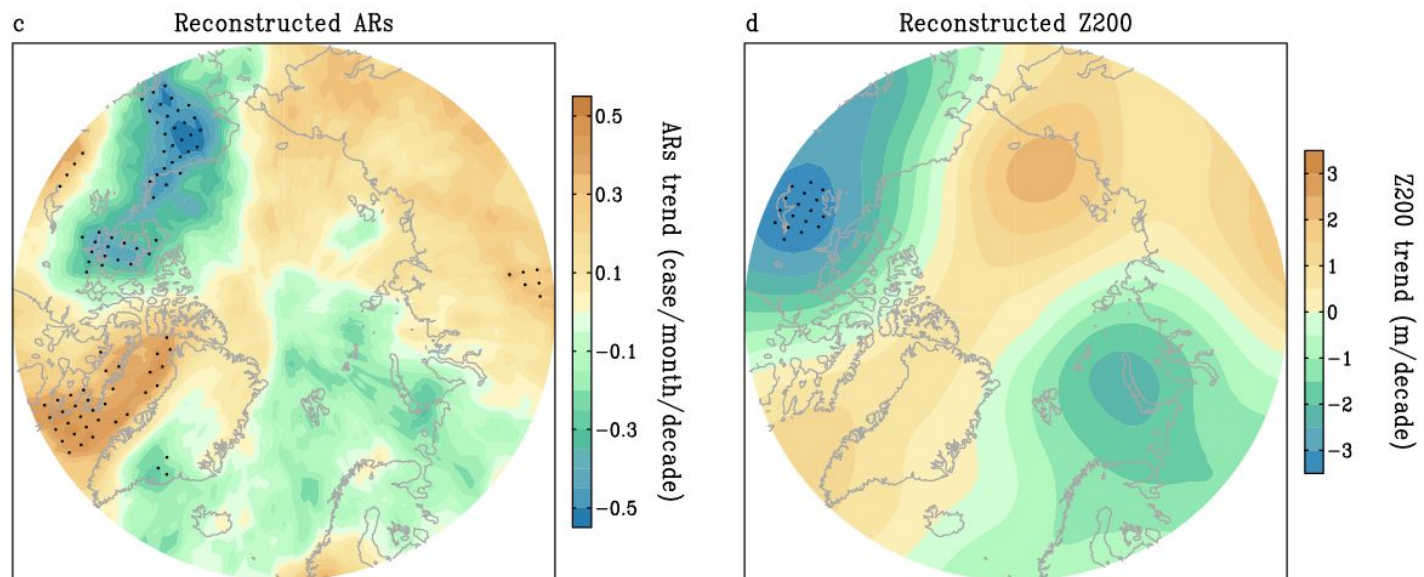 c
Reconstructed ARs
0.5
0.3
0.1
−0.1
−0.3
−0.5
ARs trend (case/month/decade)
d
Reconstructed Z200
3
2
1
0
−1
−2
−3
Z200 trend (m/decade)